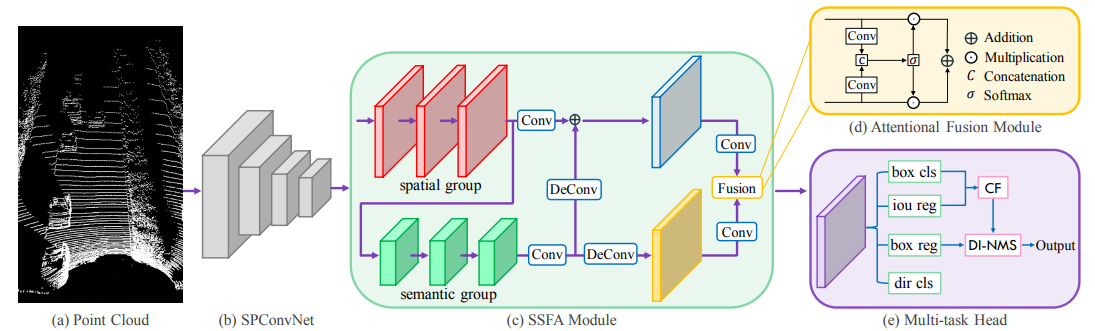 Conv
C
σ
Conv
Addition
Multiplication
C Concatenation
σ Softmax
(d) Attentional Fusion Module
spatial group
Conv
DeConv
Conv
Fusion
Conv
semantic group
Conv
DeConv
box cls
iou reg
box reg
dir cls
CF
DI-NMS
Output
(a) Point Cloud
(b) SPConvNet
(c) SSFA Module
(e) Multi-task Head